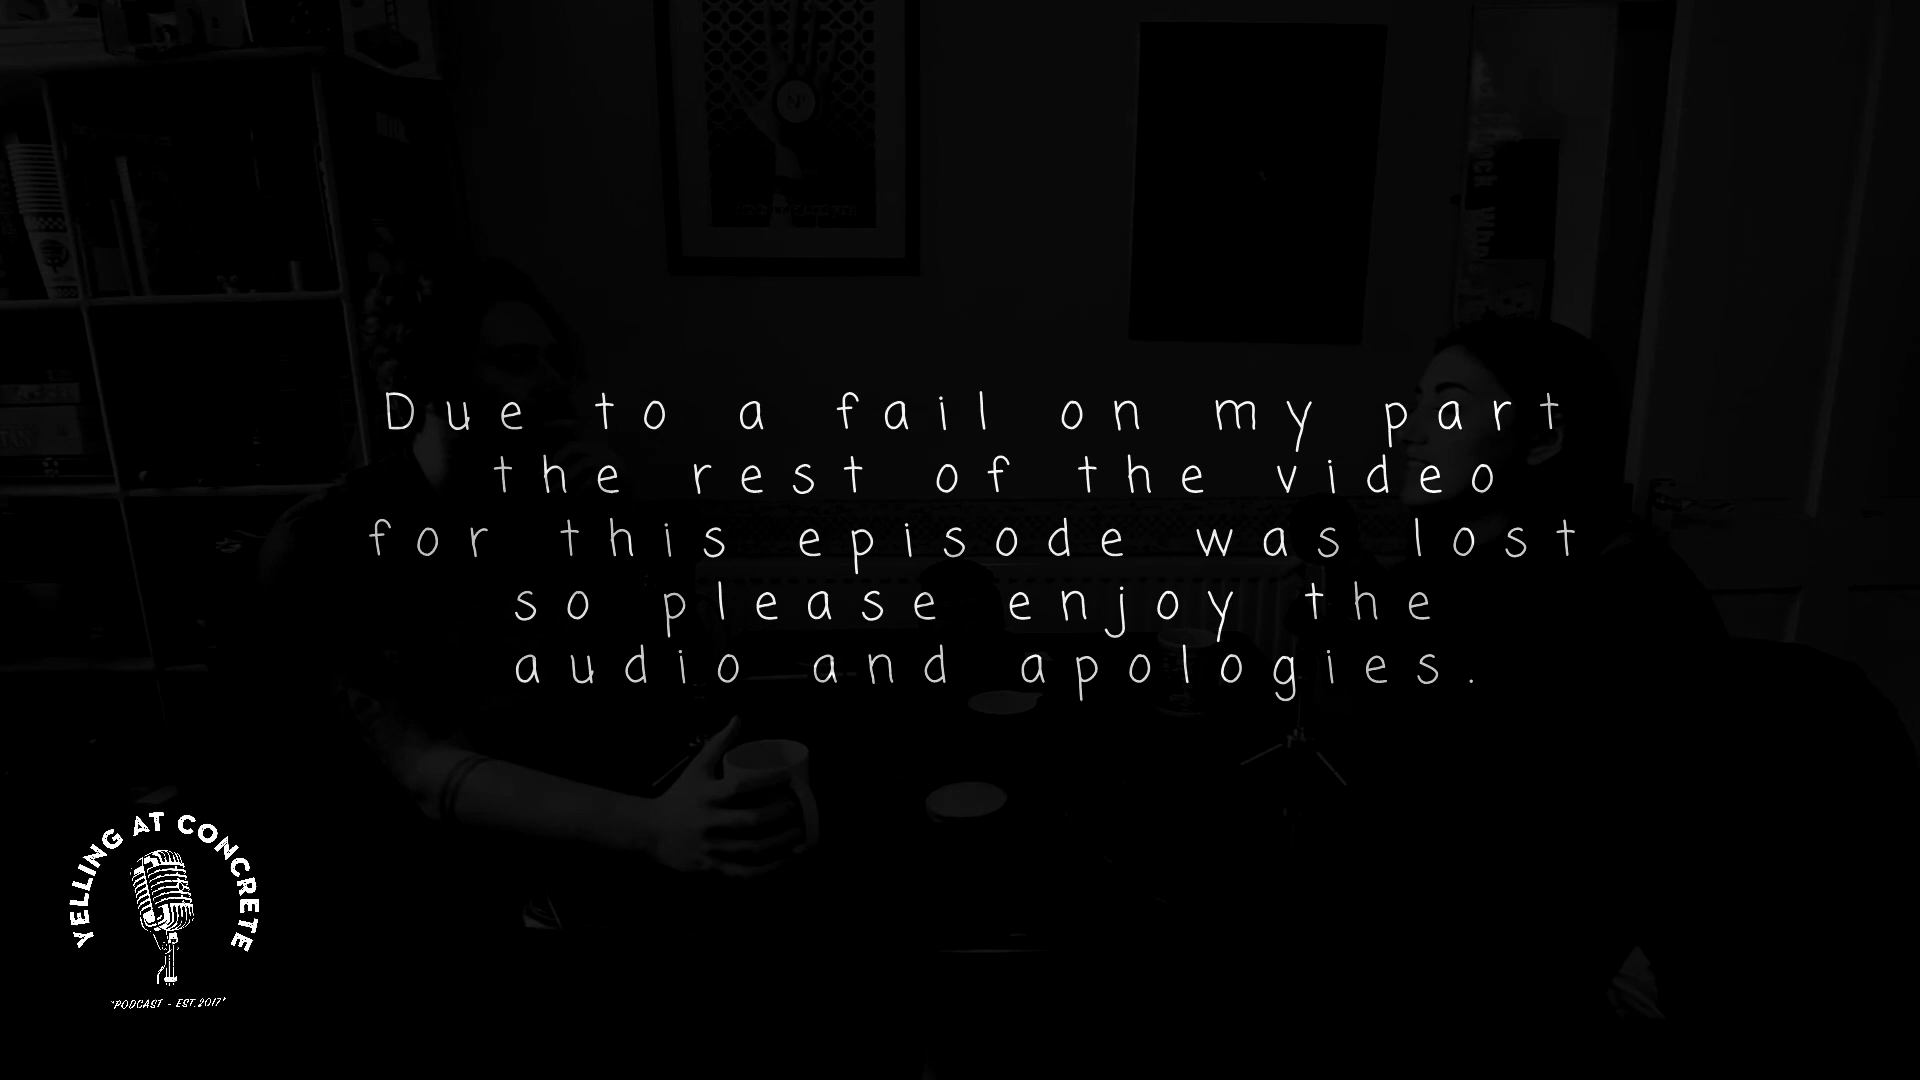 Due to a fail on my part
the rest of the video
for this episode was lost
so please enjoy the
audio and apologies.
YELLING AT CONCRETE
"PODCAST - EST.2017"